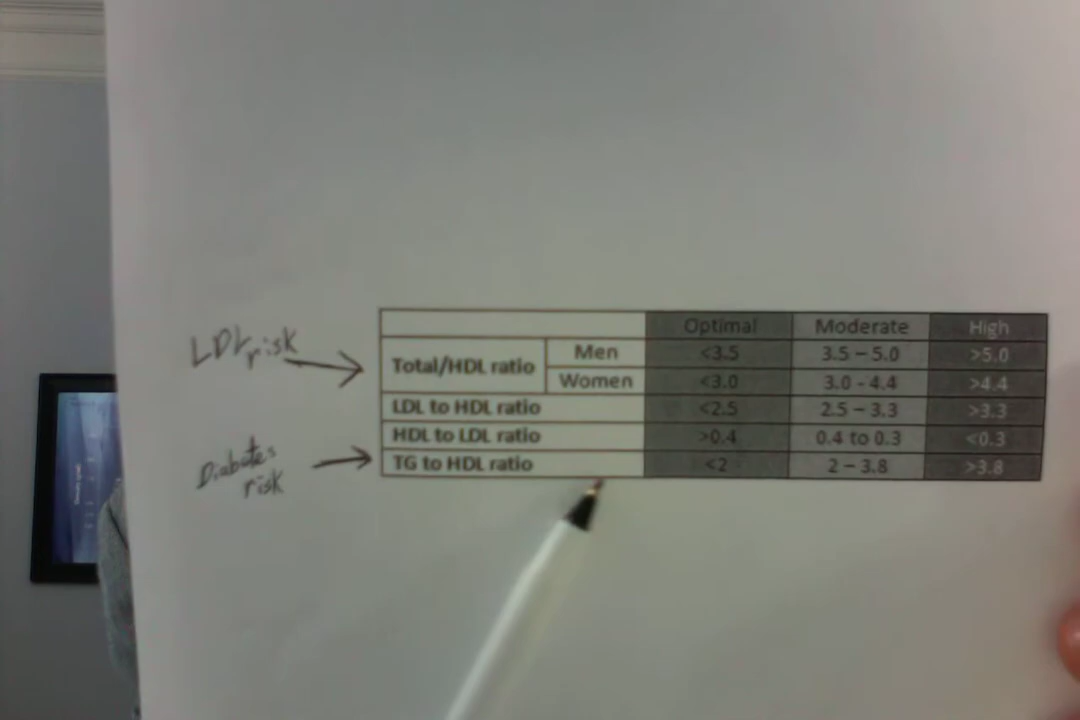 Optimal Moderate High
LDL risk
Total/HDL ratio Men <3.5 3.5 – 5.0 >5.0
Women <3.0 3.0 - 4.4 >4.4
LDL to HDL ratio <2.5 2.5 – 3.3 >3.3
HDL to LDL ratio >0.4 0.4 to 0.3 <0.3
Diabetes
risk
TG to HDL ratio <2 2 – 3.8 >3.8